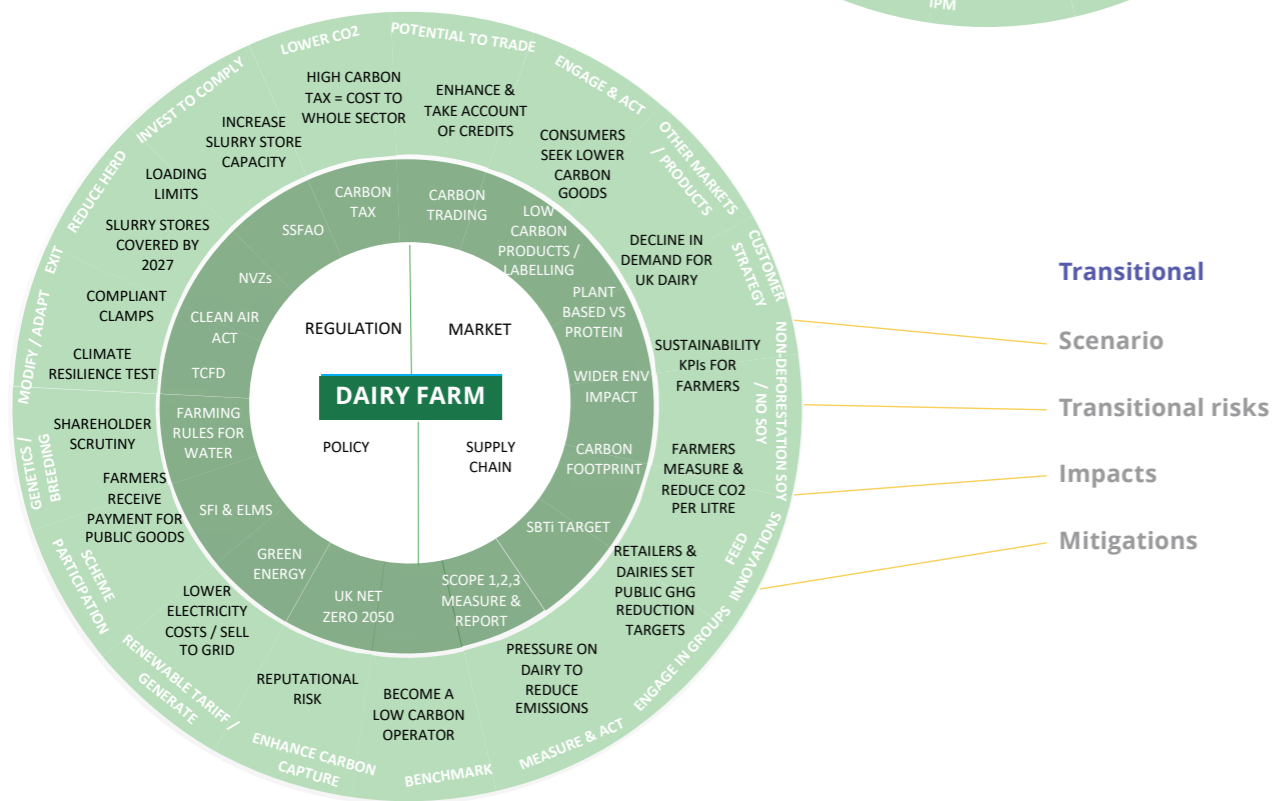 IPM
LOWER CO2
POTENTIAL TO TRADE
ENGAGE & ACT
OTHER MARKETS
/ PRODUCTS
CUSTOMER
STRATEGY
NON-DEFORESTATION SOY
/ NO SOY
FEED
INNOVATIONS
ENGAGE IN GROUPS
MEASURE & ACT
BENCHMARK
ENHANCE CARBON
CAPTURE
RENEWABLE TARIFF /
GENERATE
SCHEME
PARTICIPATION
GENETICS /
BREEDING
MODIFY / ADAPT
EXIT
REDUCE HERD
INVEST TO COMPLY
HIGH CARBON
TAX = COST TO
WHOLE SECTOR
ENHANCE &
TAKE ACCOUNT
OF CREDITS
CONSUMERS
SEEK LOWER
CARBON
GOODS
DECLINE IN
DEMAND FOR
UK DAIRY
SUSTAINABILITY
KPIs FOR
FARMERS
FARMERS
MEASURE &
REDUCE CO2
PER LITRE
RETAILERS &
DAIRIES SET
PUBLIC GHG
REDUCTION
TARGETS
PRESSURE ON
DAIRY TO
REDUCE
EMISSIONS
BECOME A
LOW CARBON
OPERATOR
REPUTATIONAL
RISK
LOWER
ELECTRICITY
COSTS / SELL
TO GRID
FARMERS
RECEIVE
PAYMENT FOR
PUBLIC GOODS
SHAREHOLDER
SCRUTINY
CLIMATE
RESILIENCE TEST
COMPLIANT
CLAMPS
SLURRY STORES
COVERED BY
2027
LOADING
LIMITS
INCREASE
SLURRY STORE
CAPACITY
CARBON
TAX
CARBON
TRADING
LOW
CARBON
PRODUCTS /
LABELLING
PLANT
BASED VS
PROTEIN
WIDER ENV
IMPACT
CARBON
FOOTPRINT
SBTi TARGET
SCOPE 1,2,3
MEASURE &
REPORT
UK NET
ZERO 2050
GREEN
ENERGY
SFI & ELMS
FARMING
RULES FOR
WATER
TCFD
CLEAN AIR
ACT
NVZs
SSFAO
REGULATION
MARKET
DAIRY FARM
POLICY
SUPPLY
CHAIN
Transitional
Scenario
Transitional risks
Impacts
Mitigations